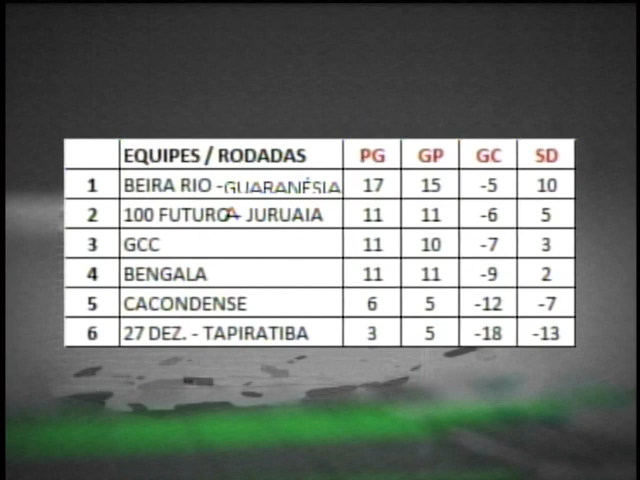 EQUIPES / RODADAS PG GP GC SD
1 BEIRA RIO -GUARANÉSIA 17 15 -5 10
2 100 FUTURO - JURUAIA 11 11 -6 5
3 GCC 11 10 -7 3
4 BENGALA 11 11 -9 2
5 CACONDENSE 6 5 -12 -7
6 27 DEZ. - TAPIRATIBA 3 5 -18 -13